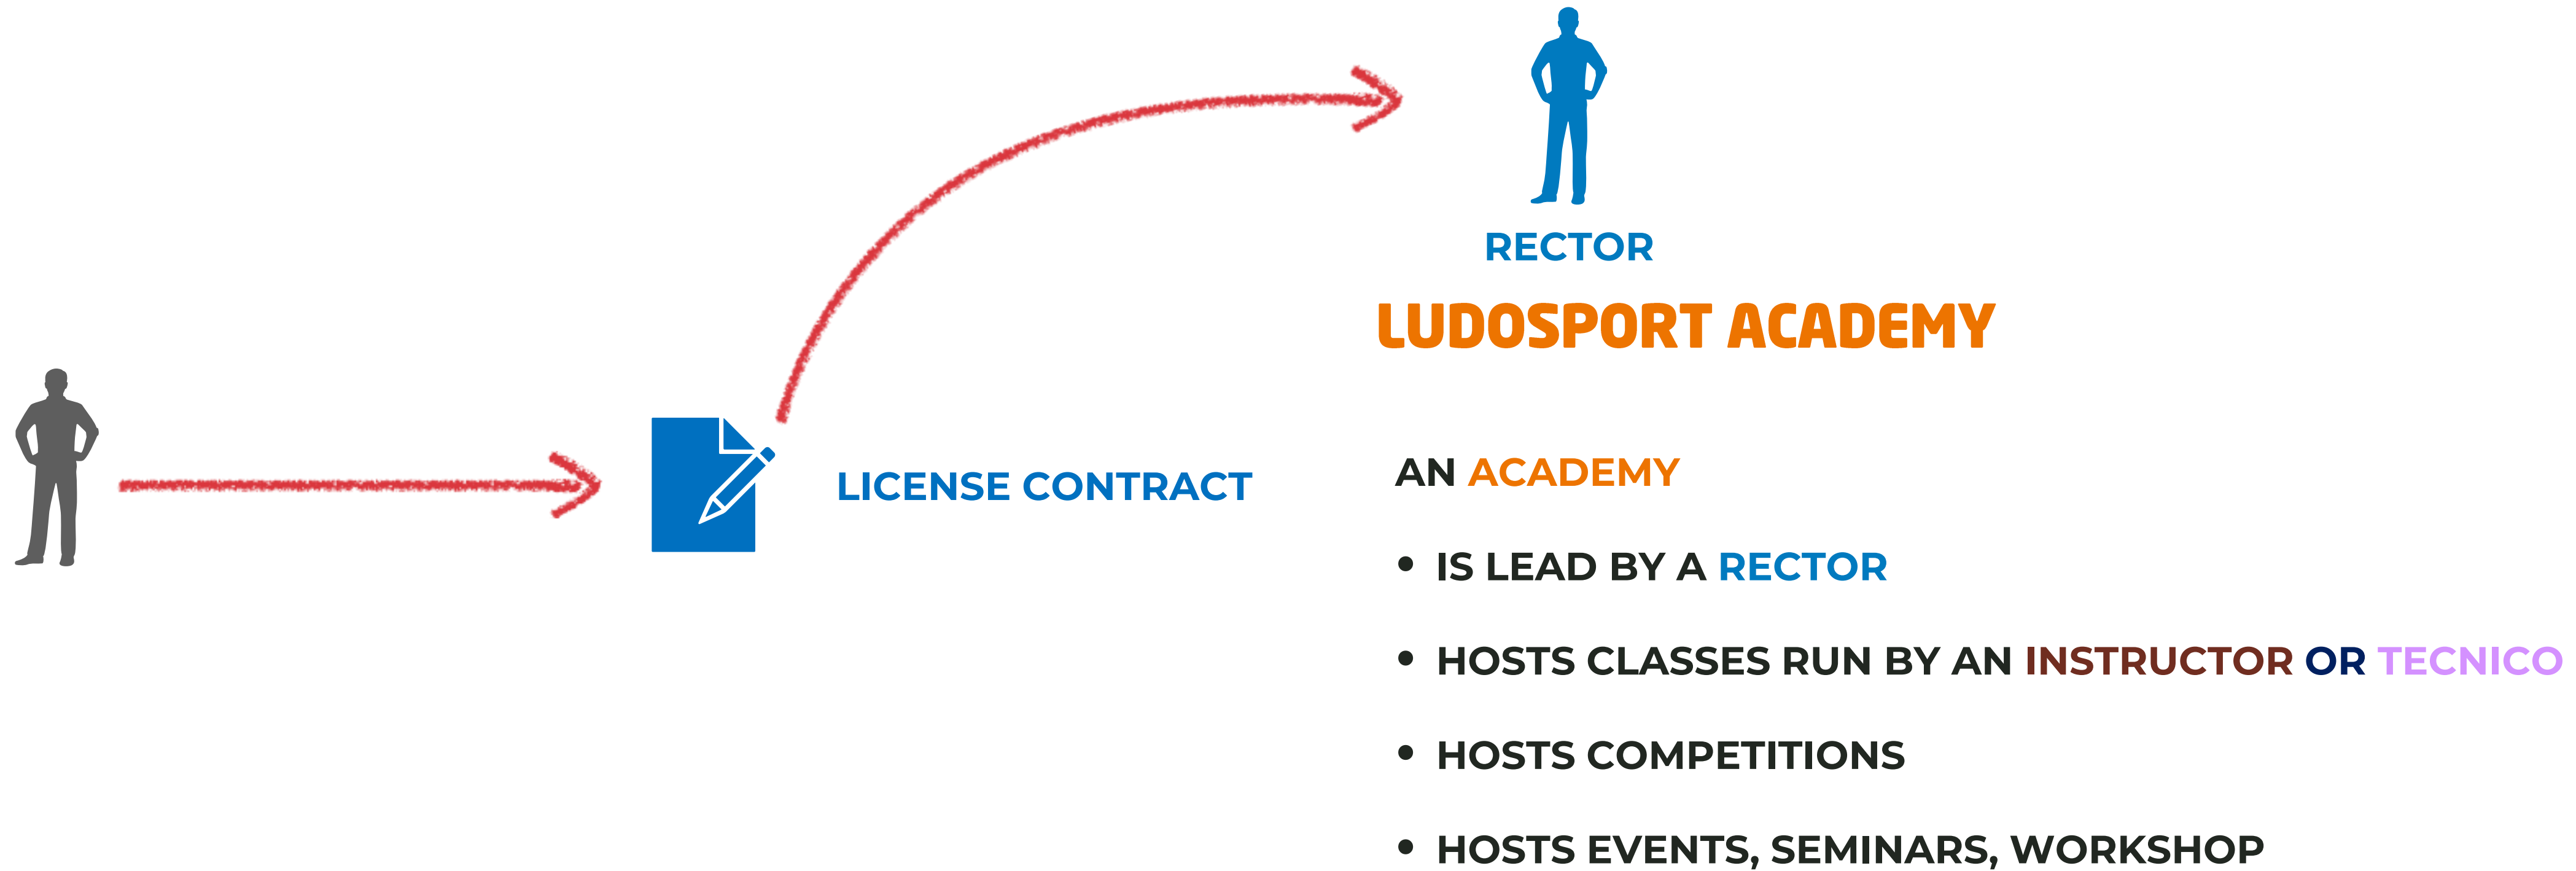 RECTOR
LUDOSPORT ACADEMY
LICENSE CONTRACT
AN ACADEMY
• IS LEAD BY A RECTOR
• HOSTS CLASSES RUN BY AN INSTRUCTOR OR TECNICO
• HOSTS COMPETITIONS
• HOSTS EVENTS, SEMINARS, WORKSHOP